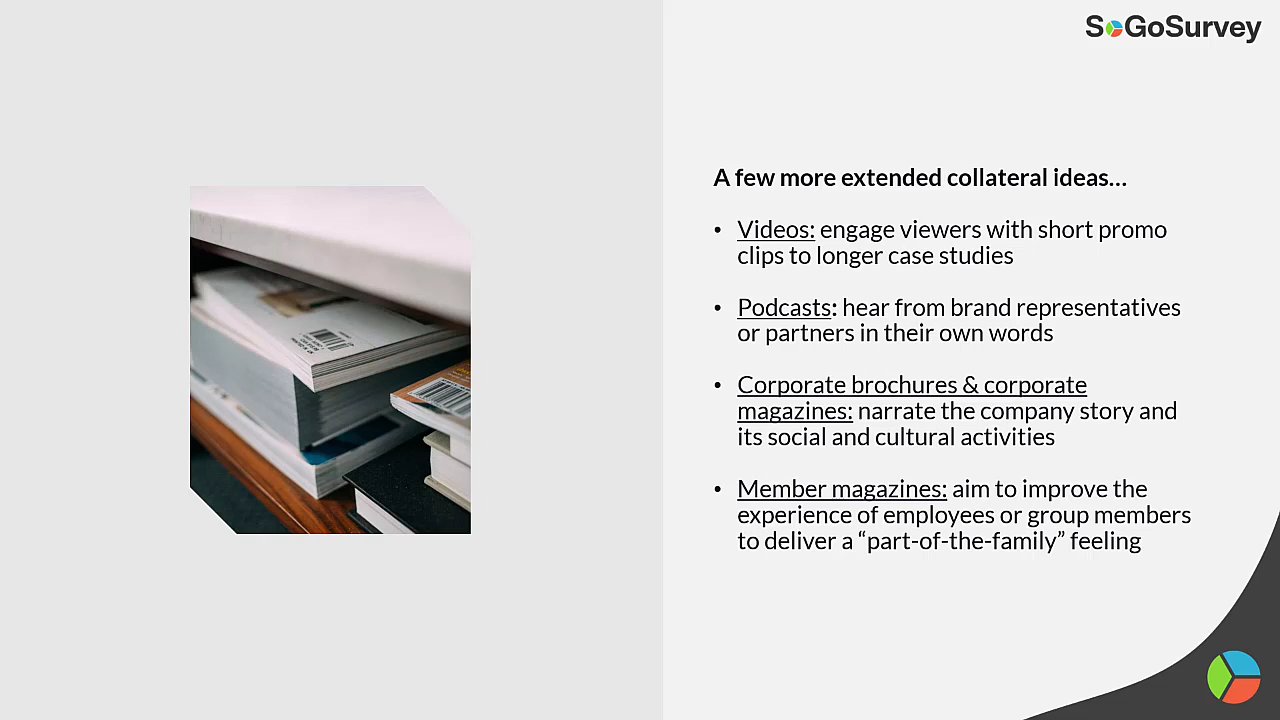 SoGoSurvey
A few more extended collateral ideas...
• Videos: engage viewers with short promo
clips to longer case studies
• Podcasts: hear from brand representatives
or partners in their own words
• Corporate brochures & corporate
magazines: narrate the company story and
its social and cultural activities
• Member magazines: aim to improve the
experience of employees or group members
to deliver a “part-of-the-family” feeling